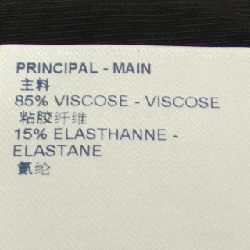 PRINCIPAL - MAIN
主料
85% VISCOSE - VISCOSE
粘胶纤维
15% ELASTHANNE -
ELASTANE
氨纶